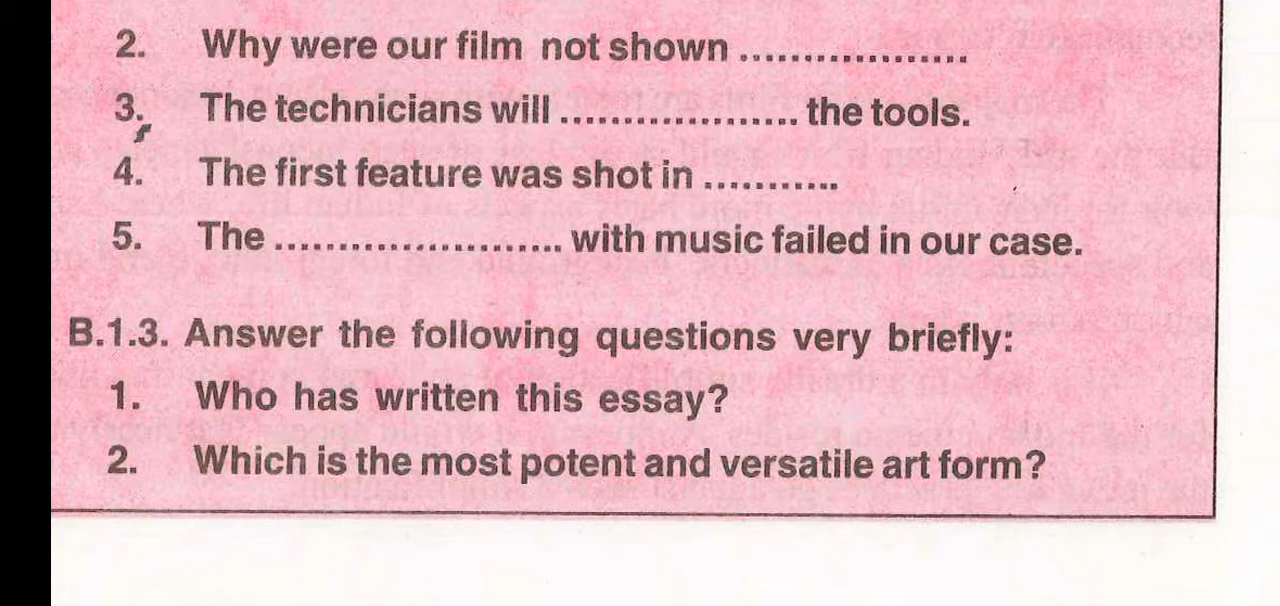 2. Why were our film not shown ...................
3. The technicians will .................... the tools.
4. The first feature was shot in ...........
5. The ........................ with music failed in our case.
B.1.3. Answer the following questions very briefly:
1. Who has written this essay?
2. Which is the most potent and versatile art form?